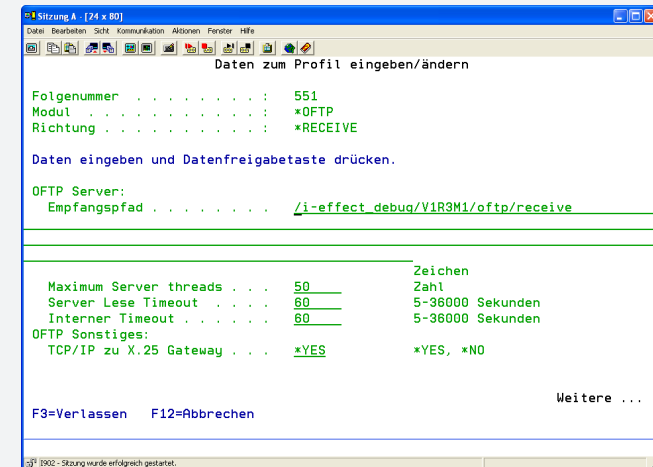 Sitzung A - [24 x 80]
Datei Bearbeiten Sicht Kommunikation Aktionen Fenster Hilfe
Daten zum Profil eingeben/ändern
Folgenummer . . . . . . . . : 551
Modul . . . . . . . . . . . : *OFTP
Richtung . . . . . . . . . . : *RECEIVE
Daten eingeben und Datenfreigabetaste drücken.
OFTP Server:
Empfangspfad . . . . . . . . /i-effect_debug/V1R3M1/oftp/receive
Zeichen
Maximum Server threads . . . 50 Zahl
Server Lese Timeout . . . . 60 5-36000 Sekunden
Interner Timeout . . . . . . 60 5-36000 Sekunden
OFTP Sonstiges:
TCP/IP zu X.25 Gateway . . . *YES *YES, *NO
Weitere ...
F3=Verlassen F12=Abbrechen
I902 - Sitzung wurde erfolgreich gestartet.